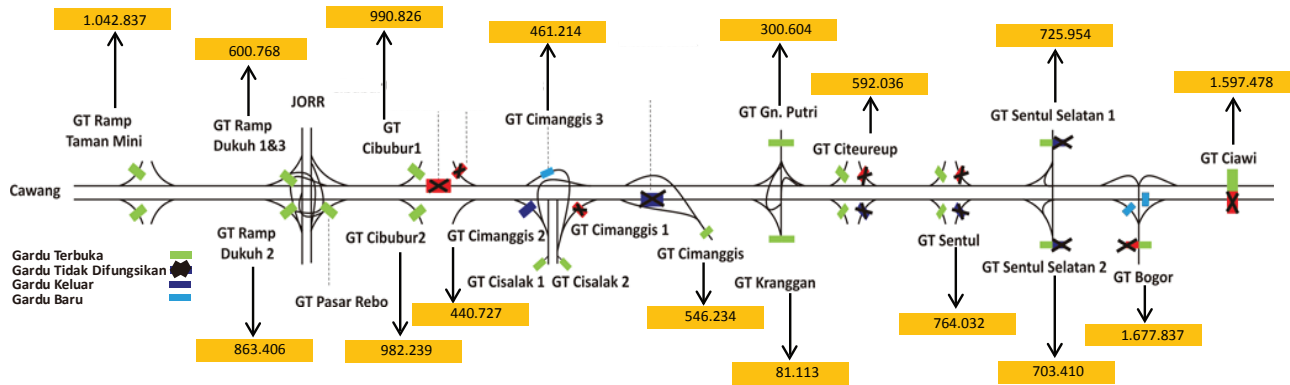 1.042.837
990.826
461.214
300.604
725.954
600.768
592.036
1.597.478
JORR
GT Ramp
Taman Mini
GT Ramp
Dukuh 1&3
GT
Cibubur1
GT Cimanggis 3
GT Gn. Putri
GT Citeureup
GT Sentul Selatan 1
GT Ciawi
Cawang
GT Ramp
Dukuh 2
GT Cibubur2
GT Cimanggis 2
GT Cimanggis 1
GT Cimanggis
GT Sentul
GT Sentul Selatan 2
GT Bogor
GT Pasar Rebo
GT Cisalak 1
GT Cisalak 2
GT Kranggan
Gardu Terbuka
Gardu Tidak Difungsikan
Gardu Keluar
Gardu Baru
440.727
546.234
764.032
1.677.837
863.406
982.239
81.113
703.410